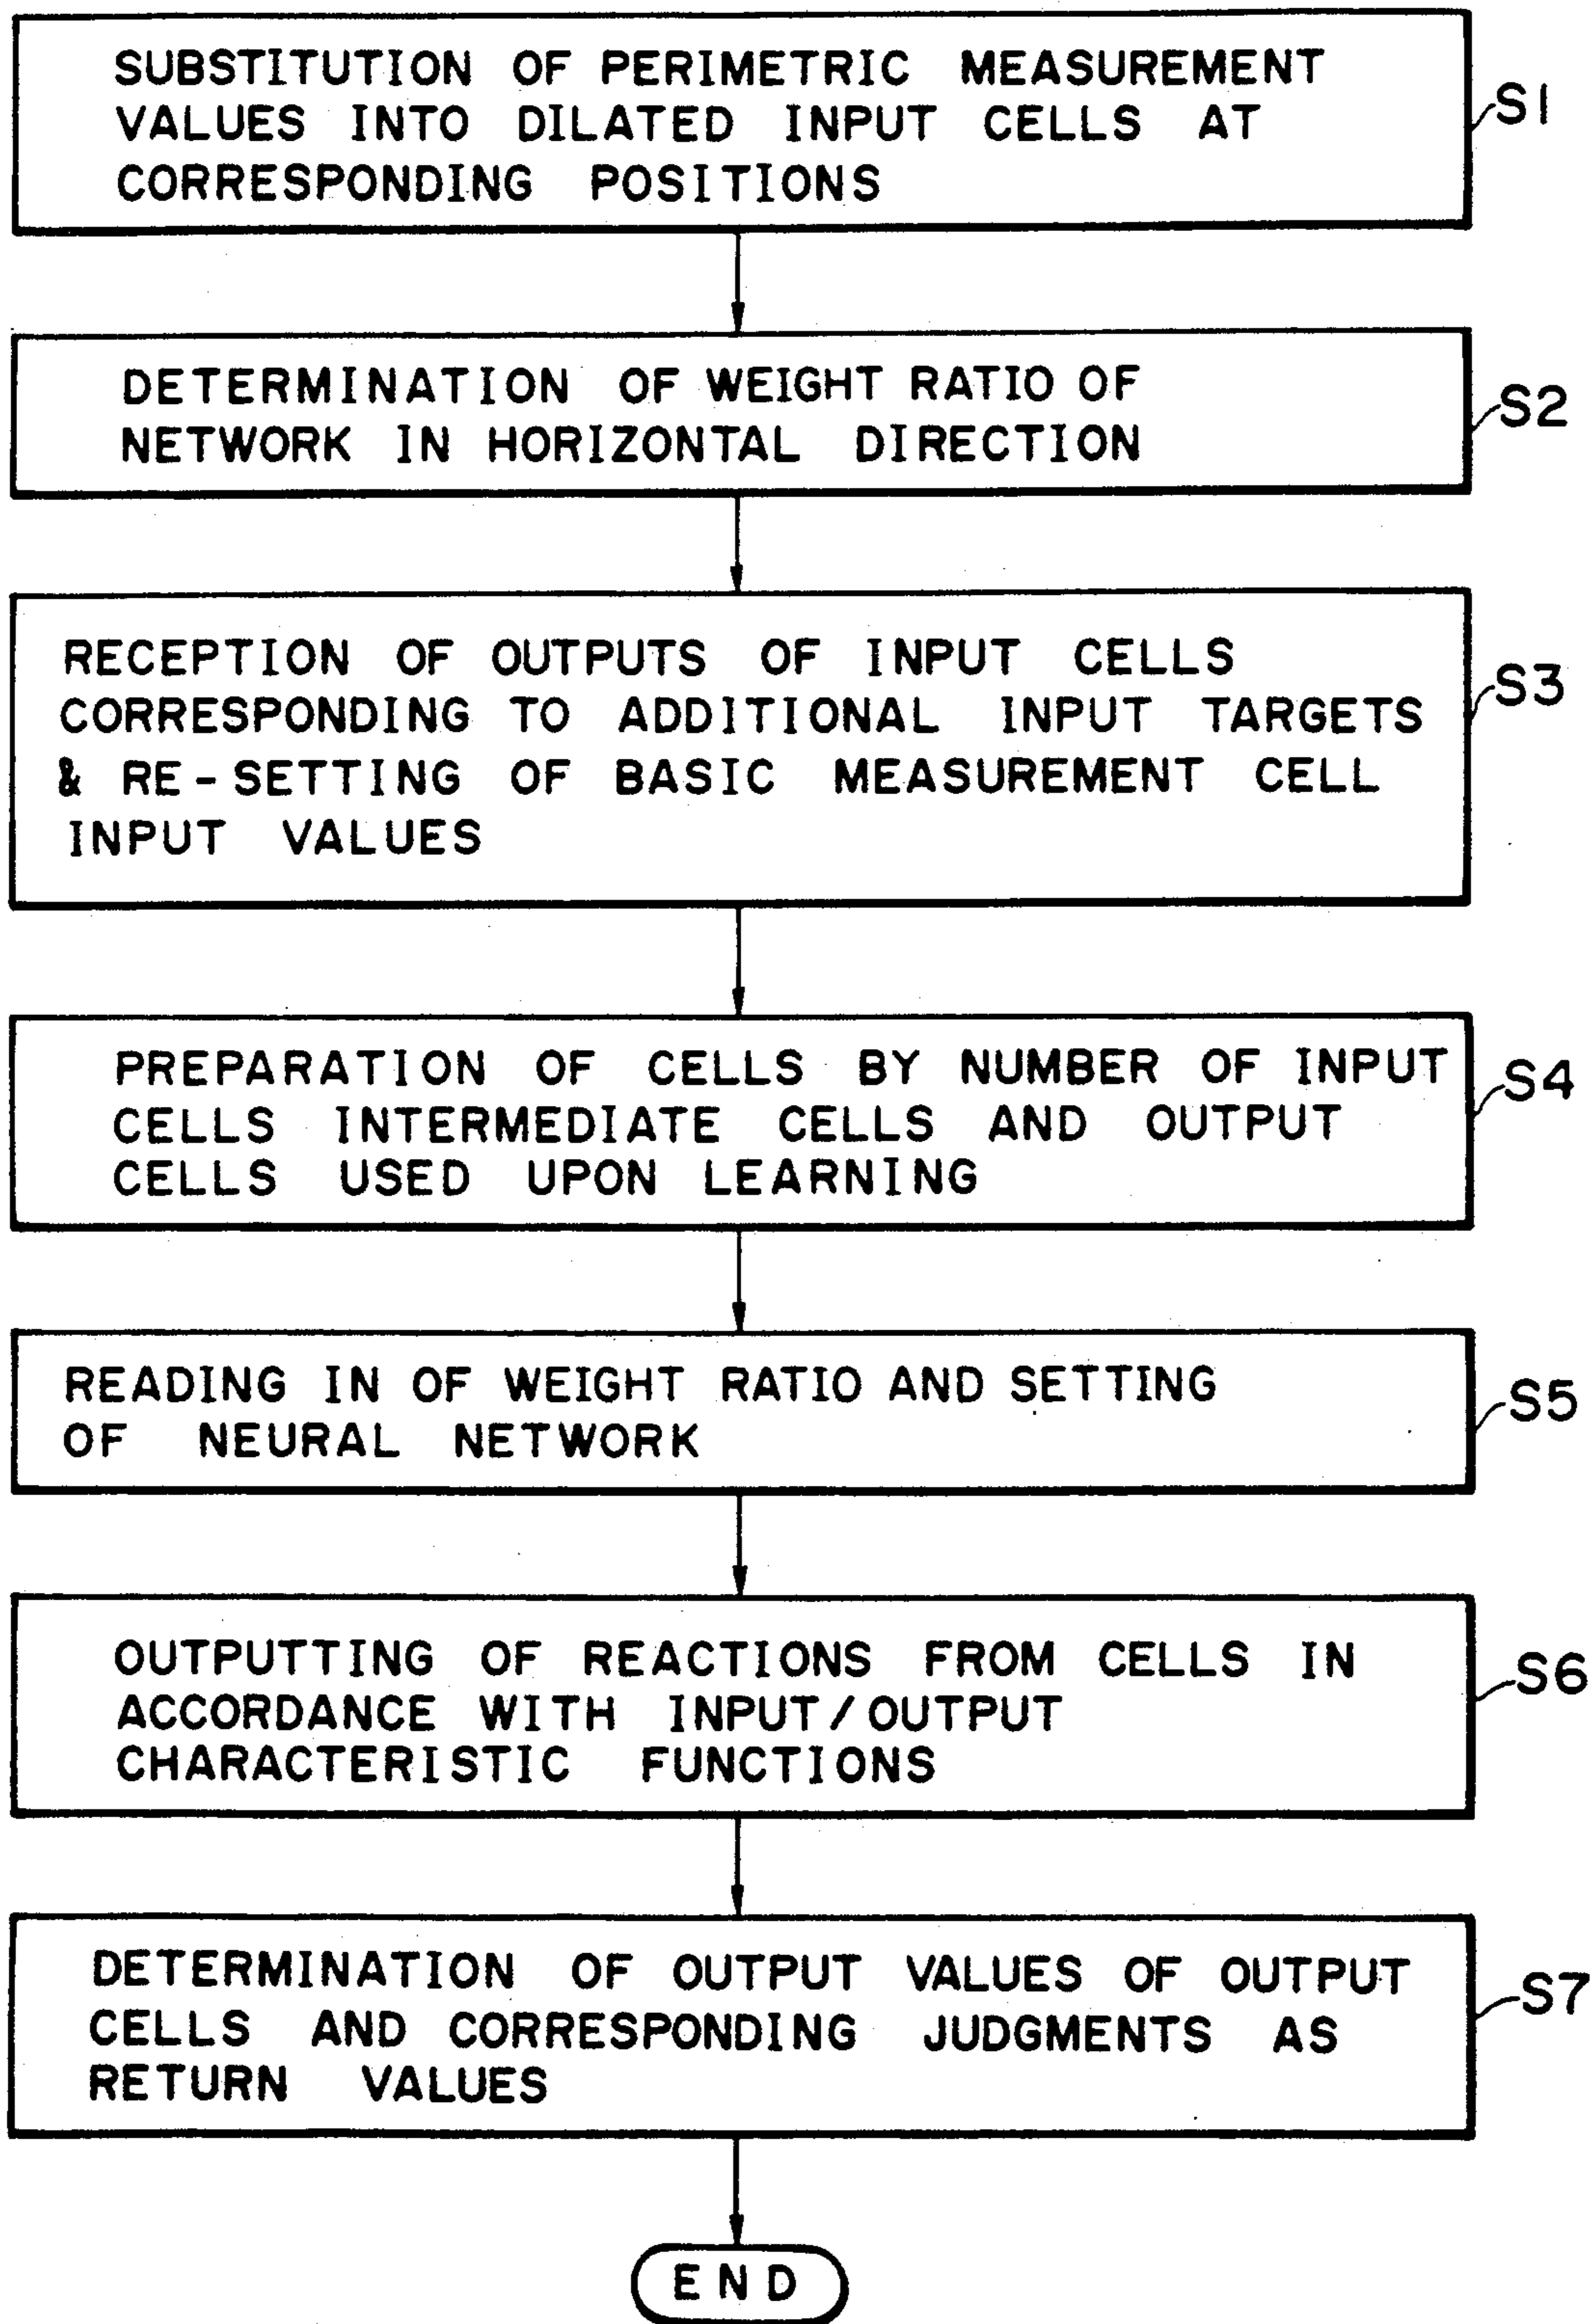 SUBSTITUTION OF PERIMETRIC MEASUREMENT
VALUES INTO DILATED INPUT CELLS AT
CORRESPONDING POSITIONS
S1
DETERMINATION OF WEIGHT RATIO OF
NETWORK IN HORIZONTAL DIRECTION
S2
RECEPTION OF OUTPUTS OF INPUT CELLS
CORRESPONDING TO ADDITIONAL INPUT TARGETS
& RE-SETTING OF BASIC MEASUREMENT CELL
INPUT VALUES
S3
PREPARATION OF CELLS BY NUMBER OF INPUT
CELLS INTERMEDIATE CELLS AND OUTPUT
CELLS USED UPON LEARNING
S4
READING IN OF WEIGHT RATIO AND SETTING
OF NEURAL NETWORK
S5
OUTPUTTING OF REACTIONS FROM CELLS IN
ACCORDANCE WITH INPUT/OUTPUT
CHARACTERISTIC FUNCTIONS
S6
DETERMINATION OF OUTPUT VALUES OF OUTPUT
CELLS AND CORRESPONDING JUDGMENTS AS
RETURN VALUES
S7
END